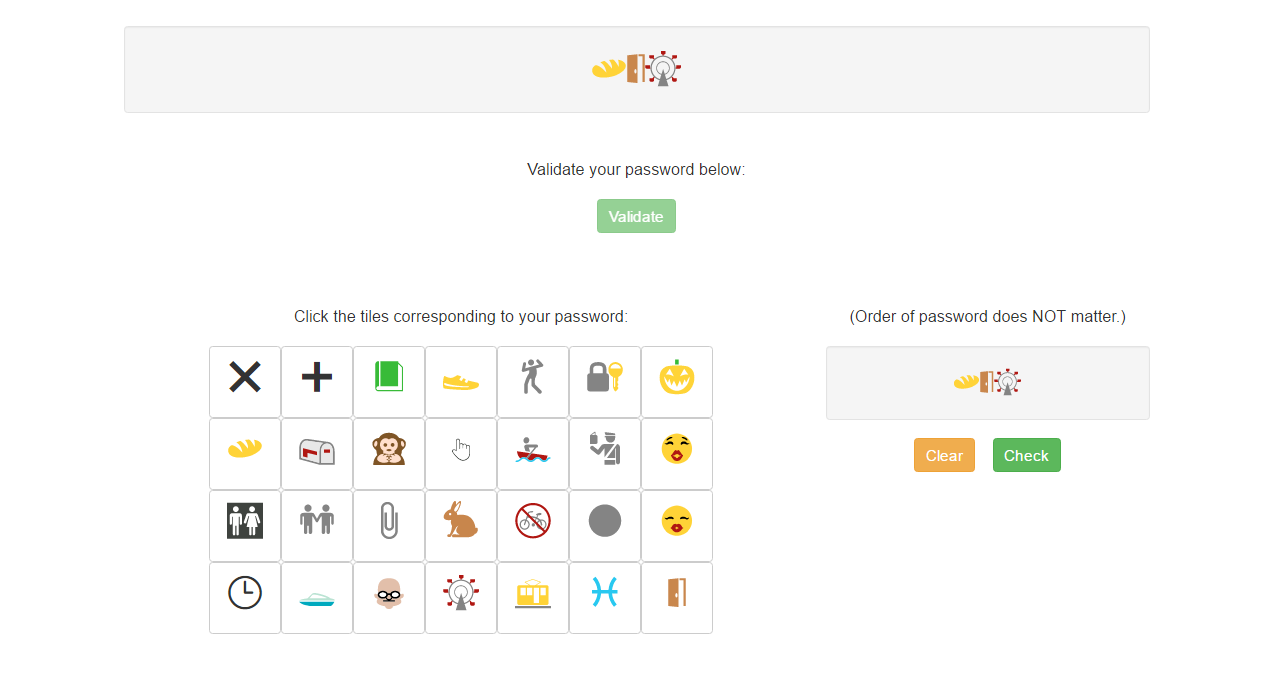 Validate your password below:
Validate
Click the tiles corresponding to your password:
(Order of password does NOT matter.)
Clear
Check